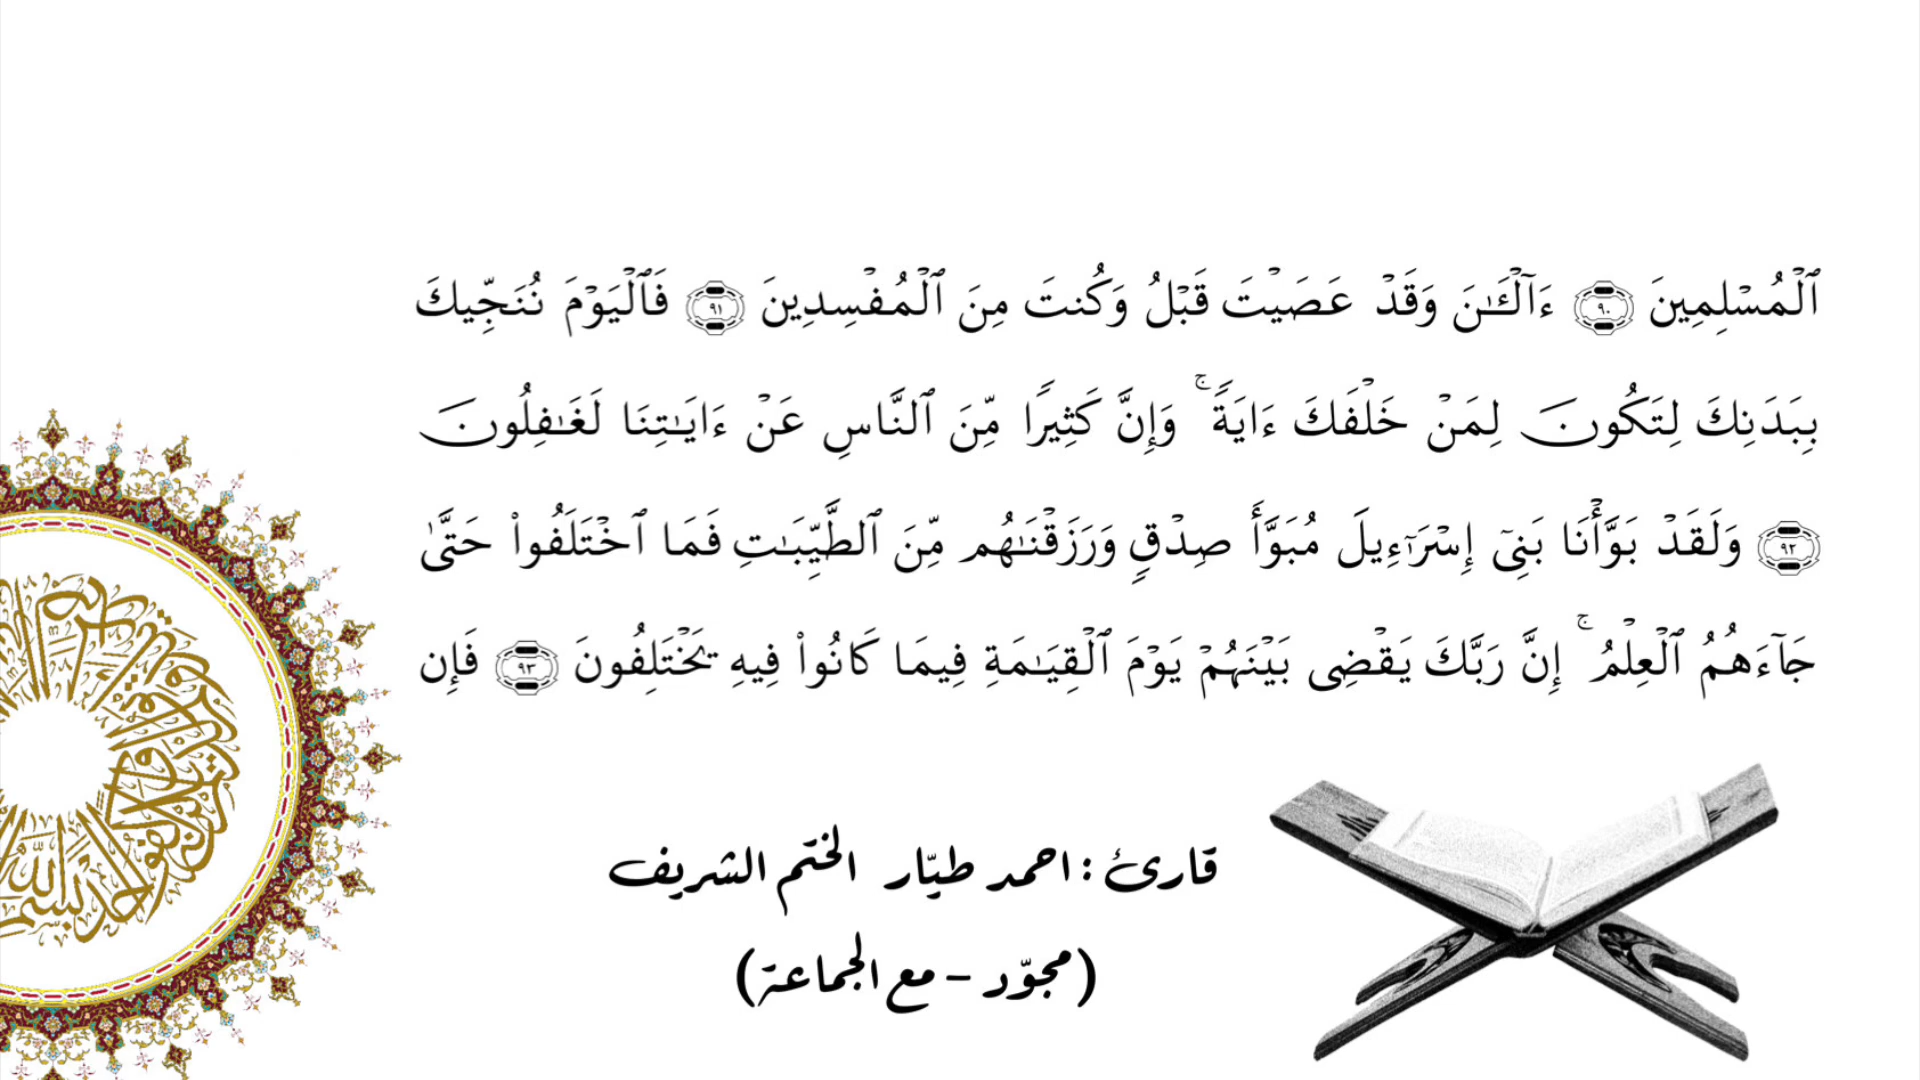 ٱلْمُسْلِمِينَ ٩٠ ءَآلْـَٰٔنَ وَقَدْ عَصَيْتَ قَبْلُ وَكُنتَ مِنَ ٱلْمُفْسِدِينَ ٩١ فَٱلْيَوْمَ نُنَجِّيكَ
بِبَدَنِكَ لِتَكُونَ لِمَنْ خَلْفَكَ ءَايَةً ۚ وَإِنَّ كَثِيرًا مِّنَ ٱلنَّاسِ عَنْ ءَايَـٰتِنَا لَغَـٰفِلُونَ
٩٢ وَلَقَدْ بَوَّأْنَا بَنِىٓ إِسْرَٰٓءِيلَ مُبَوَّأَ صِدْقٍ وَرَزَقْنَـٰهُم مِّنَ ٱلطَّيِّبَـٰتِ فَمَا ٱخْتَلَفُوا۟ حَتَّىٰ
جَآءَهُمُ ٱلْعِلْمُ ۚ إِنَّ رَبَّكَ يَقْضِى بَيْنَهُمْ يَوْمَ ٱلْقِيَـٰمَةِ فِيمَا كَانُوا۟ فِيهِ يَخْتَلِفُونَ ٩٣ فَإِن
قارئ : احمد طيّار الختم الشريف
(مجوّد - مع الجماعة)